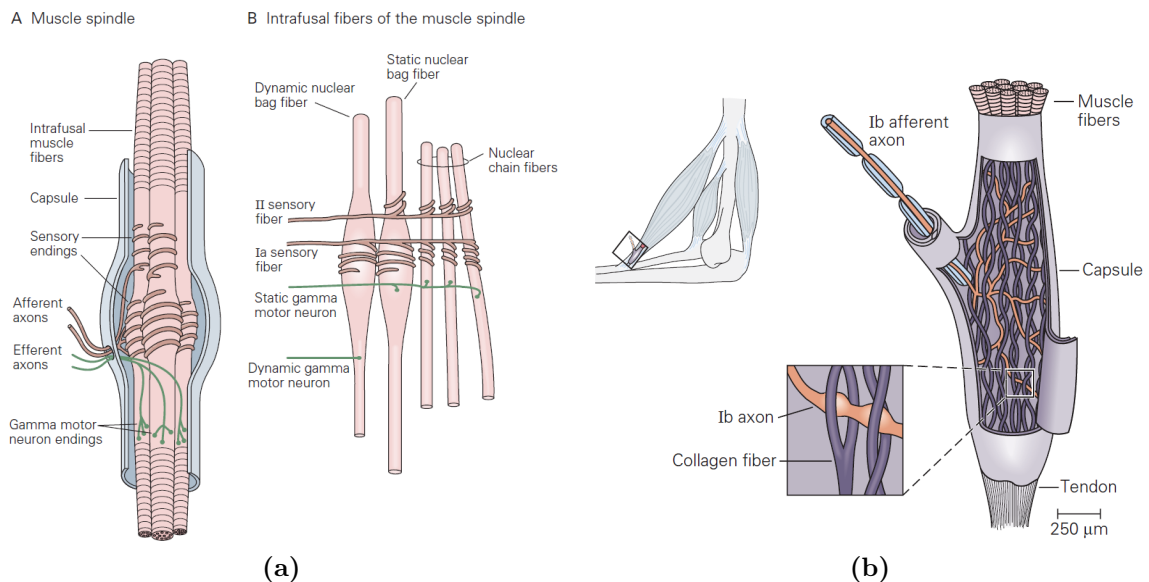 A Muscle spindle
Intrafusal
muscle
fibers
Capsule
Sensory
endings
Afferent
axons
Efferent
axons
Gamma motor
neuron endings
B Intrafusal fibers of the muscle spindle
Static nuclear
bag fiber
Dynamic nuclear
bag fiber
Nuclear
chain fibers
II sensory
fiber
Ia sensory
fiber
Static gamma
motor neuron
Dynamic gamma
motor neuron
(a)
Ib afferent
axon
Muscle
fibers
Capsule
Ib axon
Collagen fiber
Tendon
250 μm
(b)